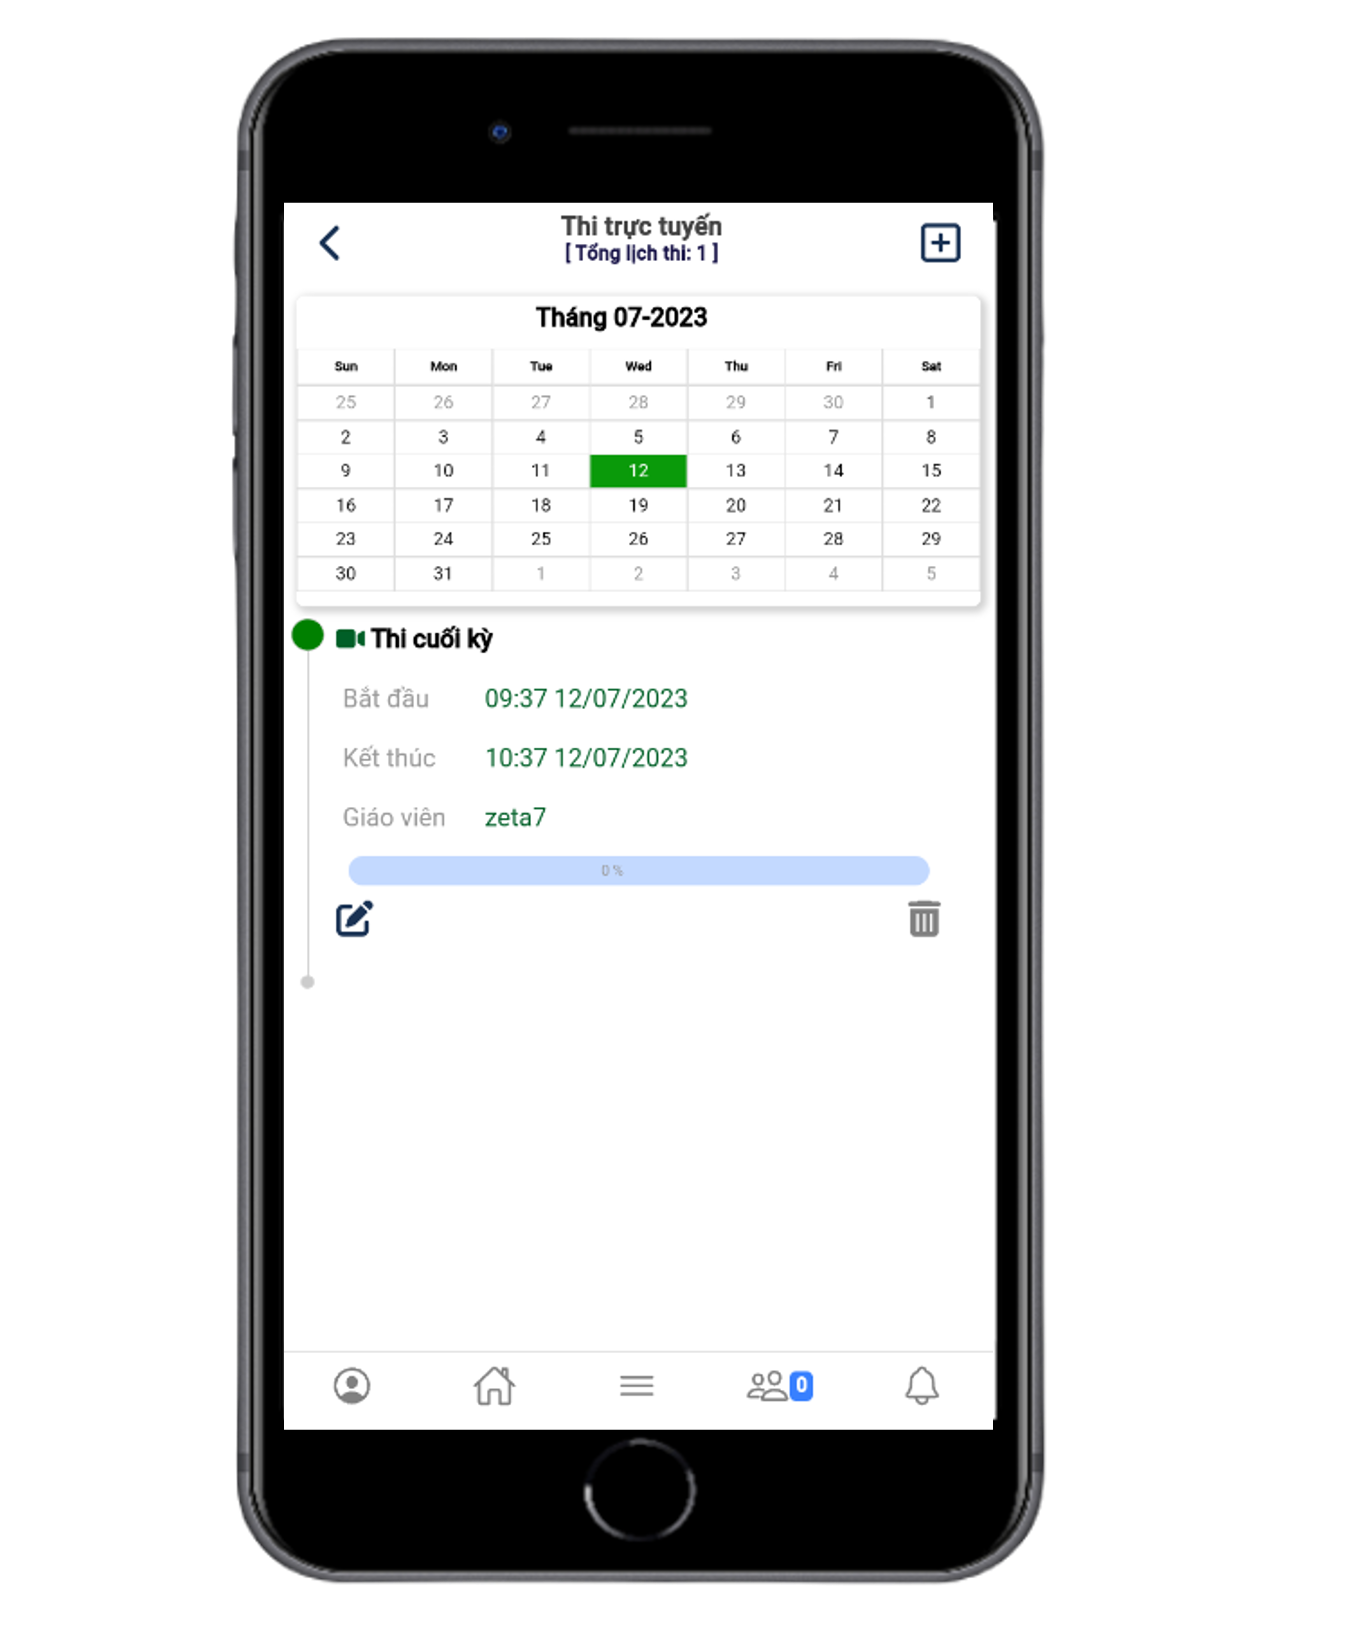 Thi trực tuyến
[ Tổng lịch thi: 1 ]
Tháng 07-2023
Sun Mon Tue Wed Thu Fri Sat
25 26 27 28 29 30 1
2 3 4 5 6 7 8
9 10 11 12 13 14 15
16 17 18 19 20 21 22
23 24 25 26 27 28 29
30 31 1 2 3 4 5
Thi cuối kỳ
Bắt đầu 09:37 12/07/2023
Kết thúc 10:37 12/07/2023
Giáo viên zeta7
0 %
0